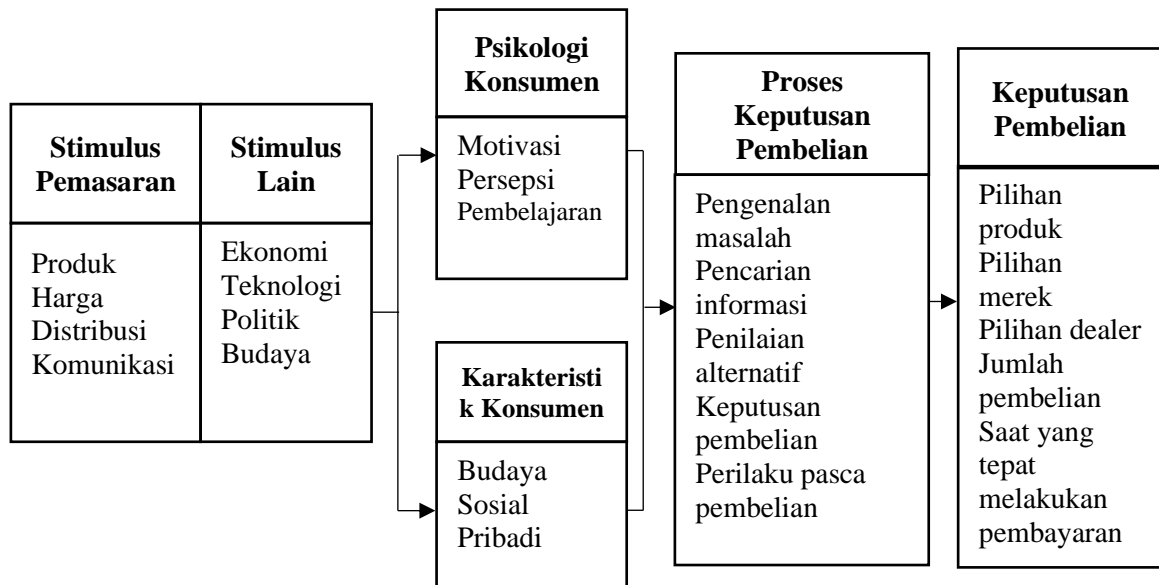 Stimulus
Pemasaran
Produk
Harga
Distribusi
Komunikasi
Stimulus
Lain
Ekonomi
Teknologi
Politik
Budaya
Psikologi
Konsumen
Motivasi
Persepsi
Pembelajaran
Karakteristi
k Konsumen
Budaya
Sosial
Pribadi
Proses
Keputusan
Pembelian
Pengenalan
masalah
Pencarian
informasi
Penilaian
alternatif
Keputusan
pembelian
Perilaku pasca
pembelian
Keputusan
Pembelian
Pilihan
produk
Pilihan
merek
Pilihan dealer
Jumlah
pembelian
Saat yang
tepat
melakukan
pembayaran